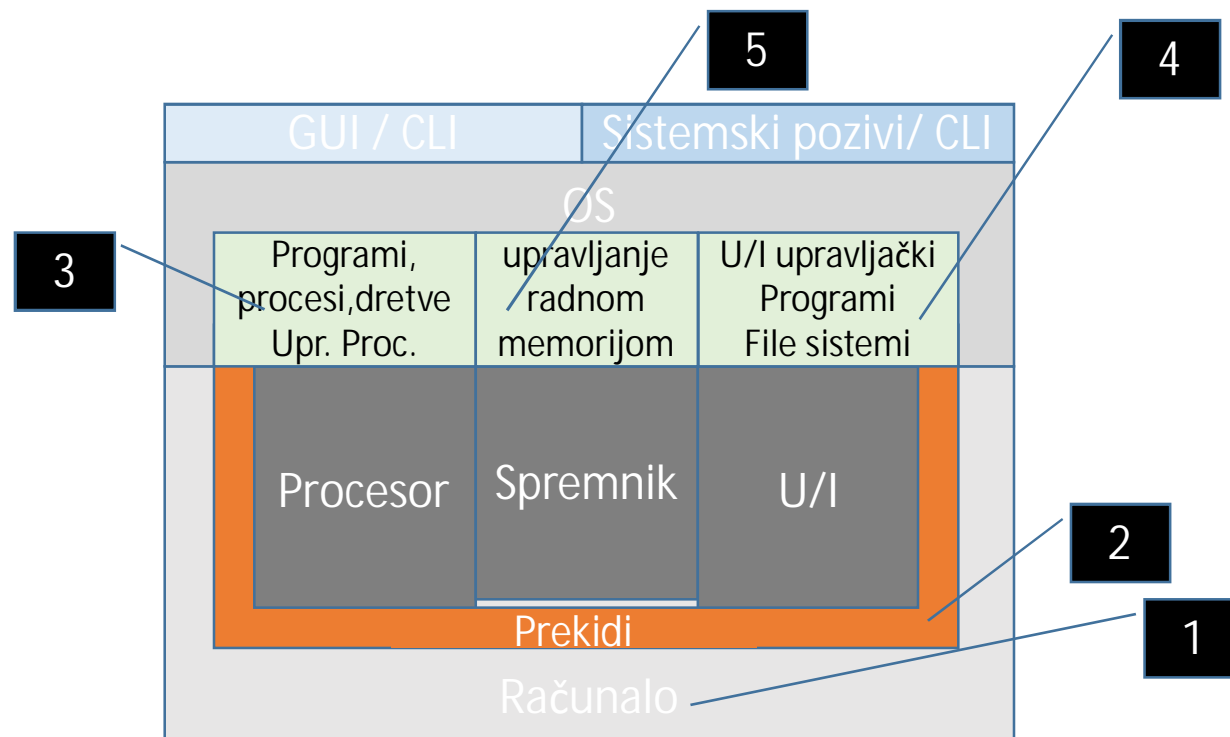 5
4
GUI / CLI
Sistemski pozivi/ CLI
OS
3
Programi,
procesi,dretve
Upr. Proc.
upravljanje
radnom
memorijom
U/I upravljački
Programi
File sistemi
Procesor
Spremnik
U/I
2
Prekidi
1
Računalo